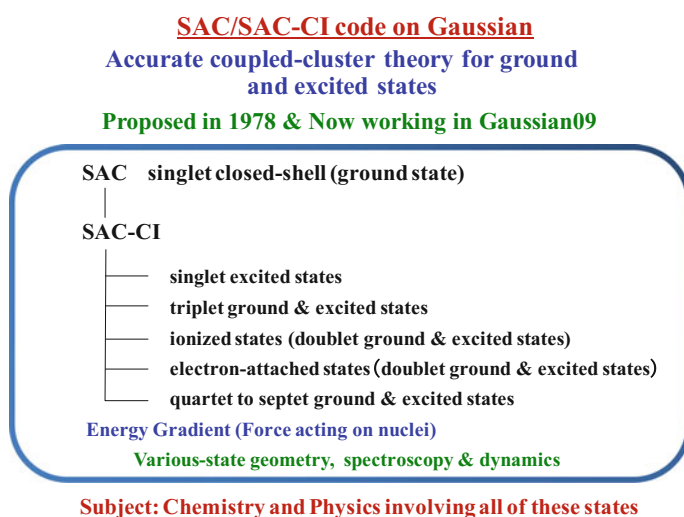 SAC/SAC-CI code on Gaussian
Accurate coupled-cluster theory for ground
and excited states
Proposed in 1978 & Now working in Gaussian09
SAC singlet closed-shell (ground state)
SAC-CI
singlet excited states
triplet ground & excited states
ionized states (doublet ground & excited states)
electron-attached states(doublet ground & excited states)
quartet to septet ground & excited states
Energy Gradient (Force acting on nuclei)
Various-state geometry, spectroscopy & dynamics
Subject: Chemistry and Physics involving all of these states